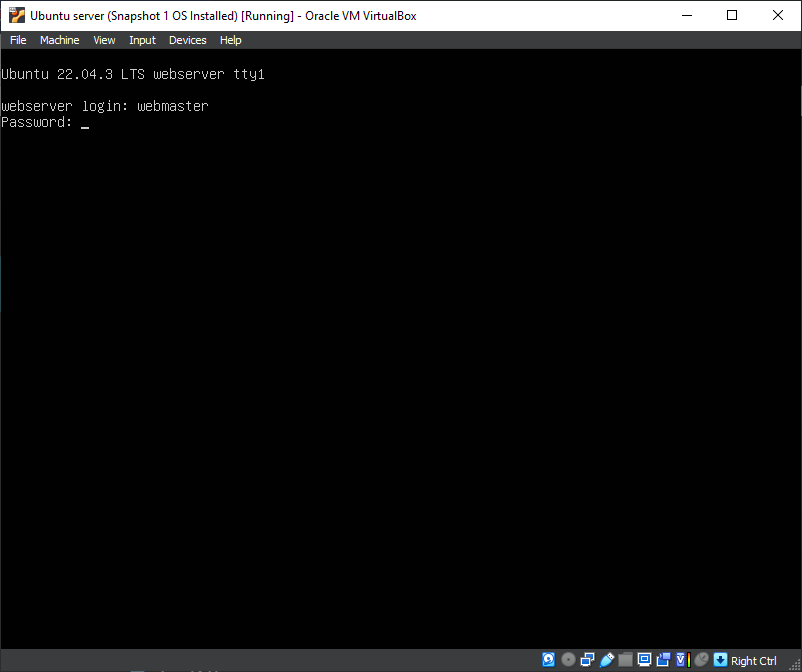 Ubuntu server (Snapshot 1 OS Installed) [Running] - Oracle VM VirtualBox
File Machine View Input Devices Help
Ubuntu 22.04.3 LTS webserver tty1
webserver login: webmaster
Password: _
Right Ctrl